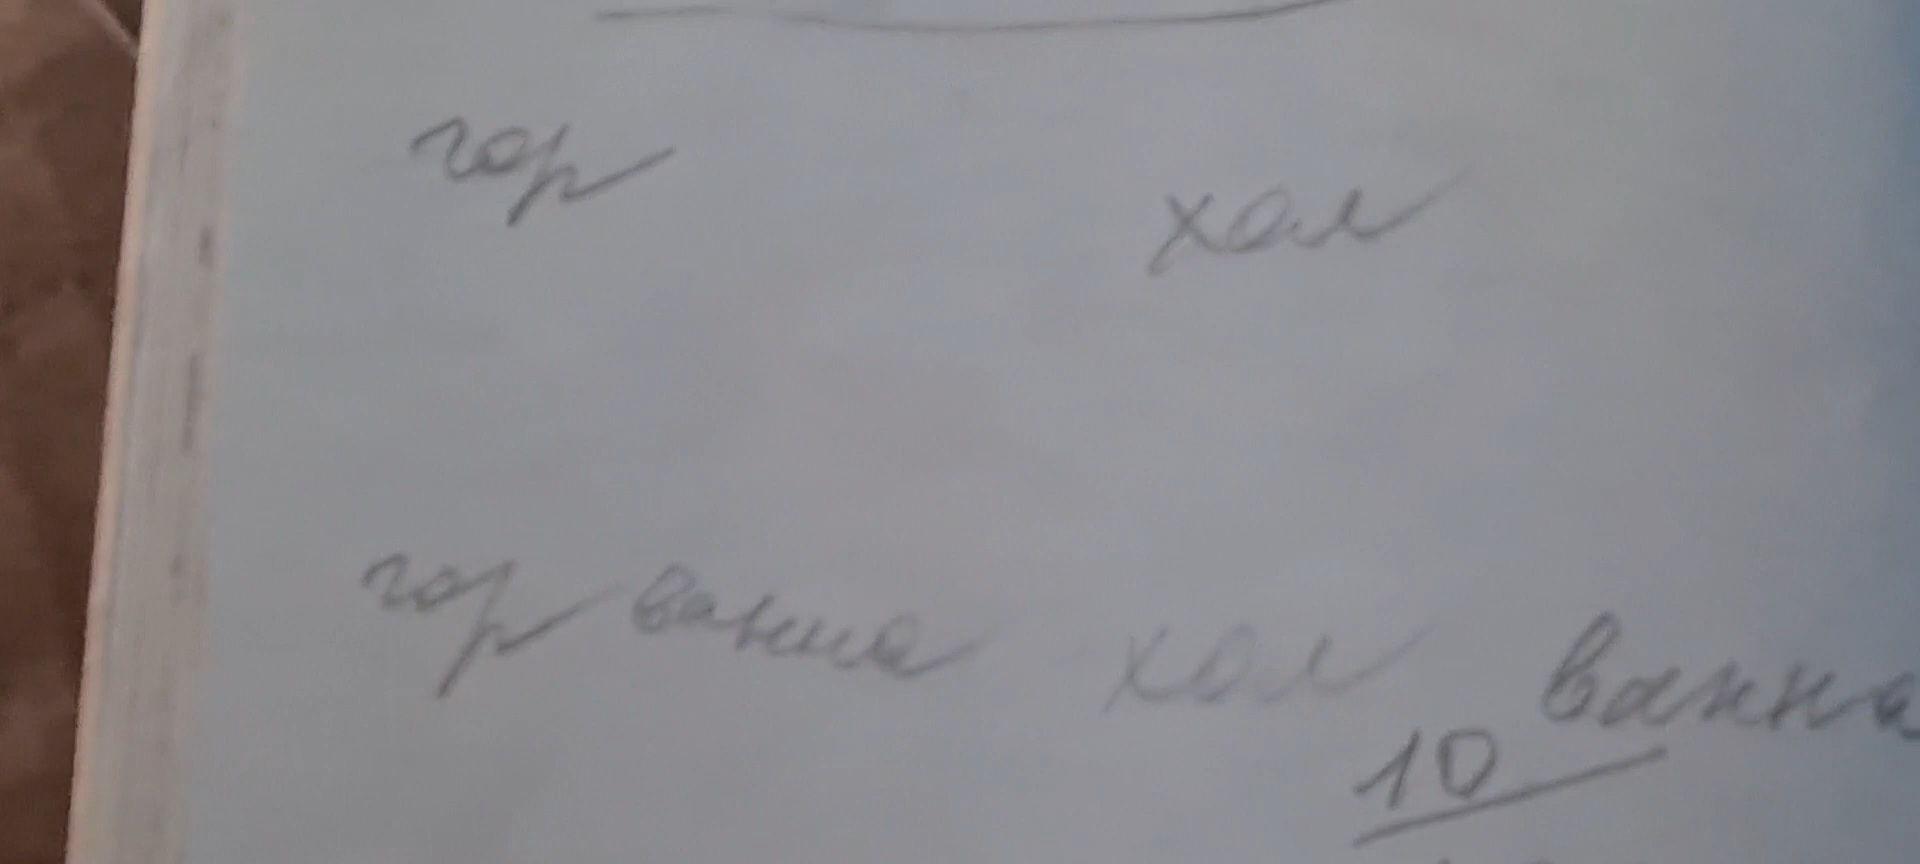 гор хол
гор ванна хол ванна
10